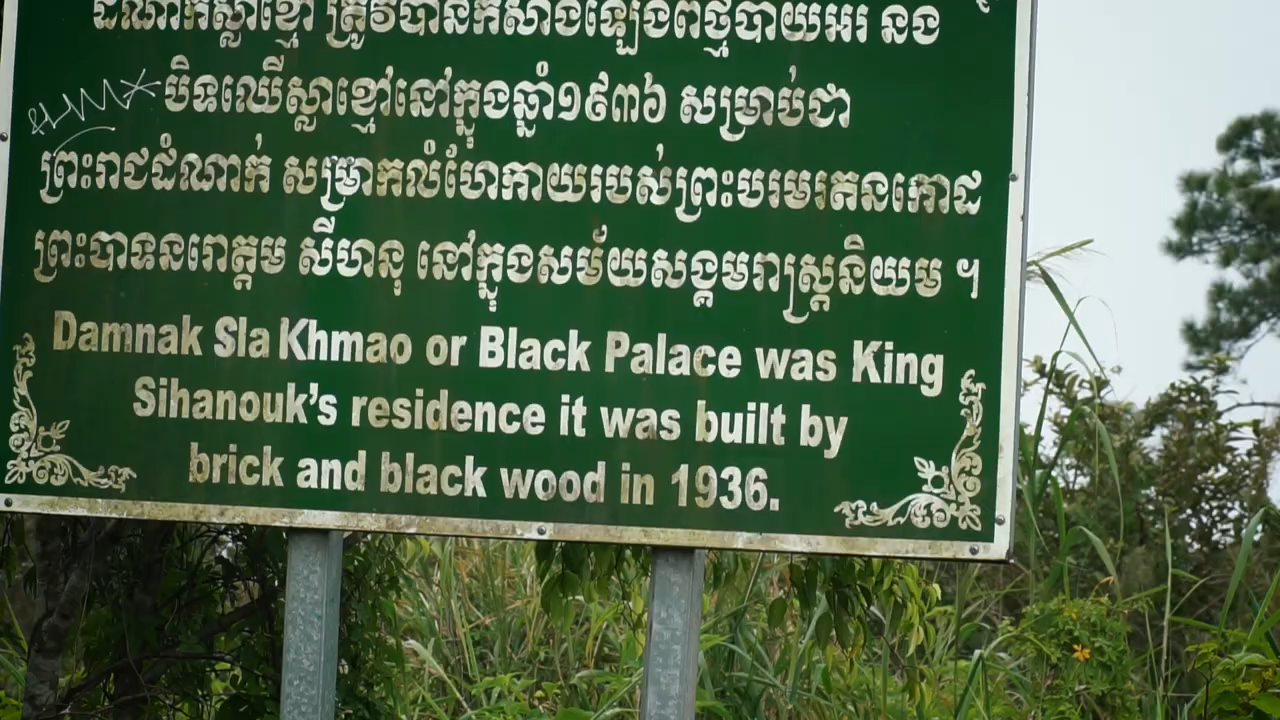 ដំណាក់ស្លាខ្មៅ ត្រូវបានកសាងឡើងពីថ្មបាយអរ និង
បិទឈើស្លាខ្មៅនៅក្នុងឆ្នាំ១៩៣៦ សម្រាប់ជា
ព្រះរាជដំណាក់ សម្រាកលំហែកាយរបស់ព្រះបរមរតនកោដ
ព្រះបាទនរោត្តម សីហនុ នៅក្នុងសម័យសង្គមរាស្ត្រនិយម ។
Damnak Sla Khmao or Black Palace was King
Sihanouk's residence it was built by
brick and black wood in 1936.